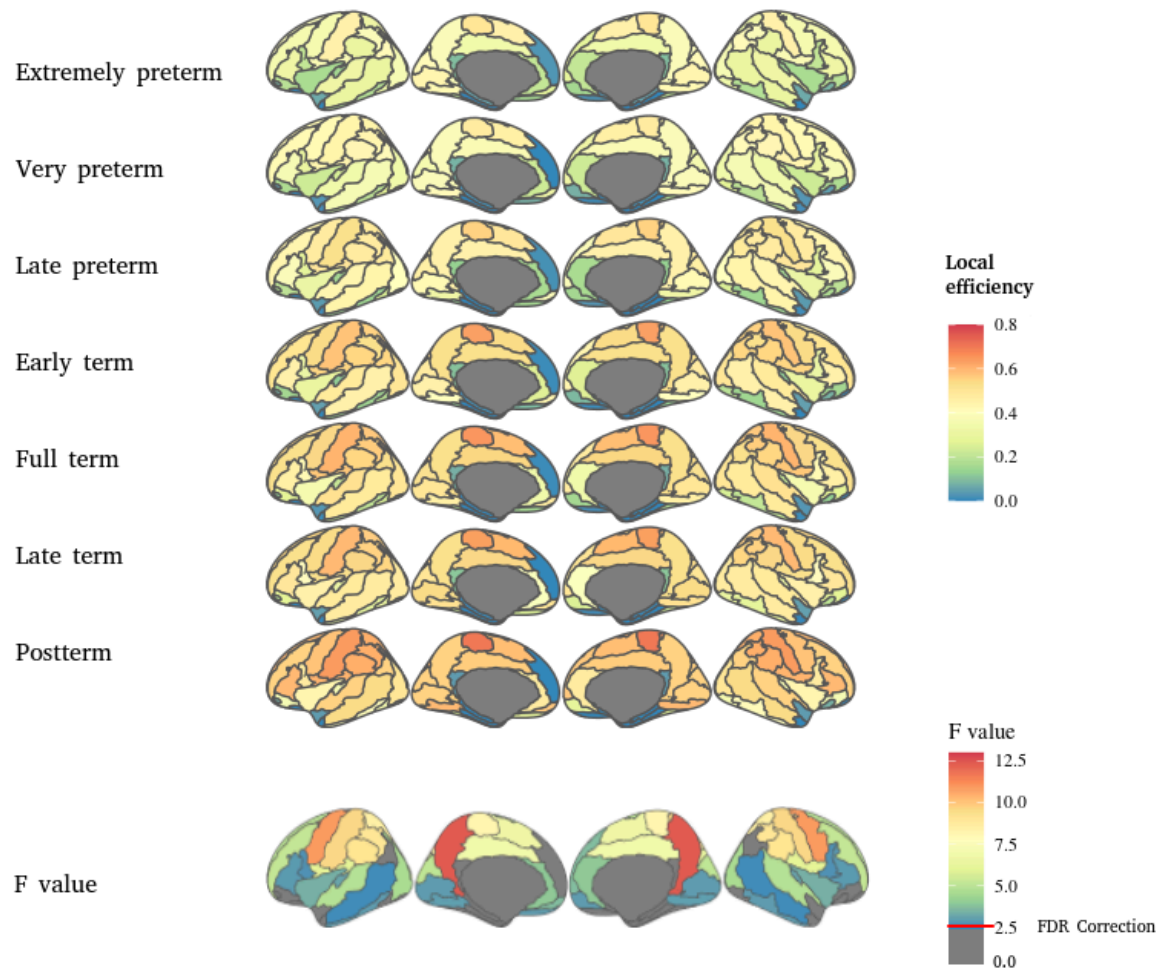 Extremely preterm
Very preterm
Late preterm
Early term
Full term
Late term
Postterm
F value
Local
efficiency
0.8
0.6
0.4
0.2
0.0
F value
12.5
10.0
7.5
5.0
2.5 FDR Correction
0.0